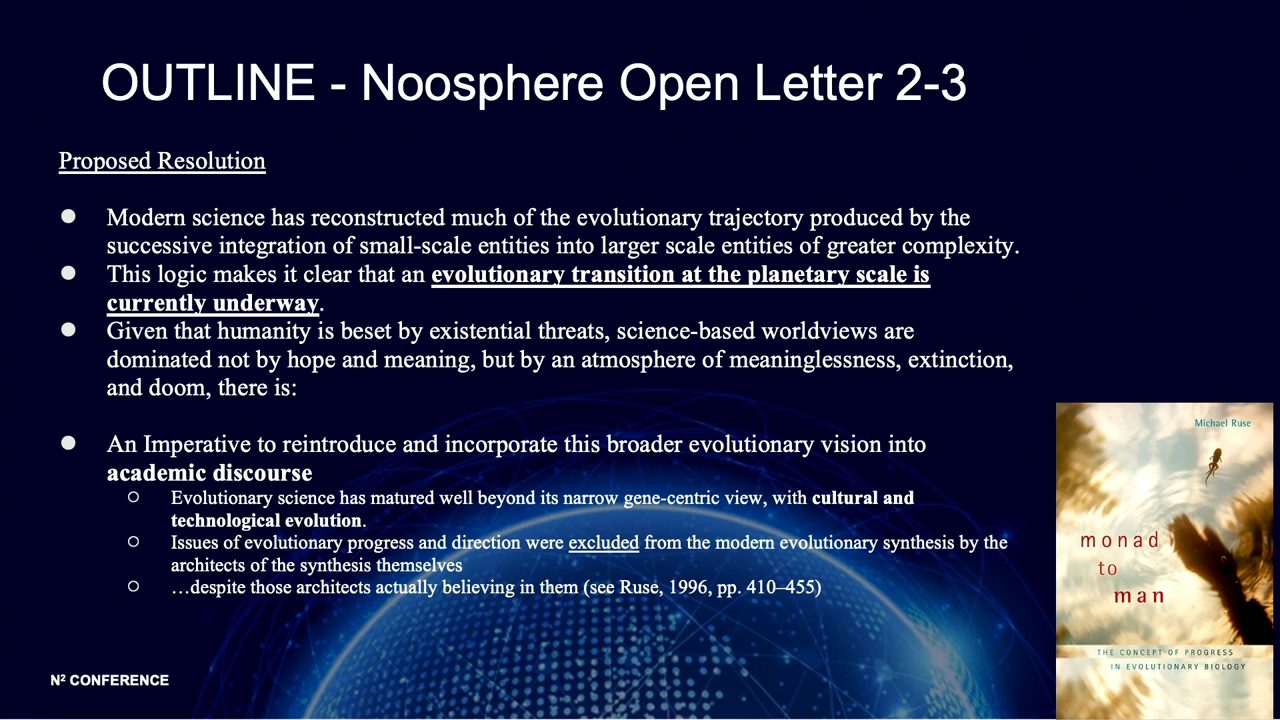 OUTLINE - Noosphere Open Letter 2-3
Proposed Resolution
● Modern science has reconstructed much of the evolutionary trajectory produced by the
successive integration of small-scale entities into larger scale entities of greater complexity.
● This logic makes it clear that an evolutionary transition at the planetary scale is
currently underway.
● Given that humanity is beset by existential threats, science-based worldviews are
dominated not by hope and meaning, but by an atmosphere of meaninglessness, extinction,
and doom, there is:
● An Imperative to reintroduce and incorporate this broader evolutionary vision into
academic discourse
○ Evolutionary science has matured well beyond its narrow gene-centric view, with cultural and
technological evolution.
○ Issues of evolutionary progress and direction were excluded from the modern evolutionary synthesis by the
architects of the synthesis themselves
○ …despite those architects actually believing in them (see Ruse, 1996, pp. 410–455)
Michael Ruse
monad
to
man
THE CONCEPT OF PROGRESS
IN EVOLUTIONARY BIOLOGY
N² CONFERENCE